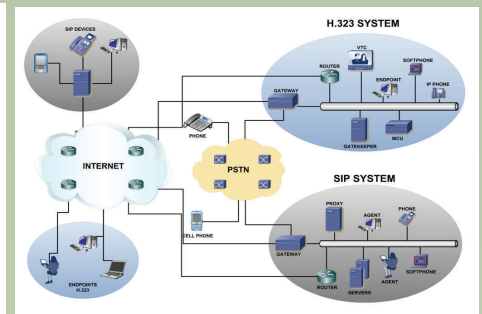 H.323 SYSTEM
SIP DEVICES
VTC
ROUTER
SOFTPHONE
ENDPOINT
IP PHONE
GATEWAY
PHONE
GATEKEEPER
MCU
INTERNET
PSTN
SIP SYSTEM
PROXY
AGENT
PHONE
CELL PHONE
GATEWAY
ENDPOINTS
H.323
ROUTER
SERVERS
AGENT
SOFTPHONE